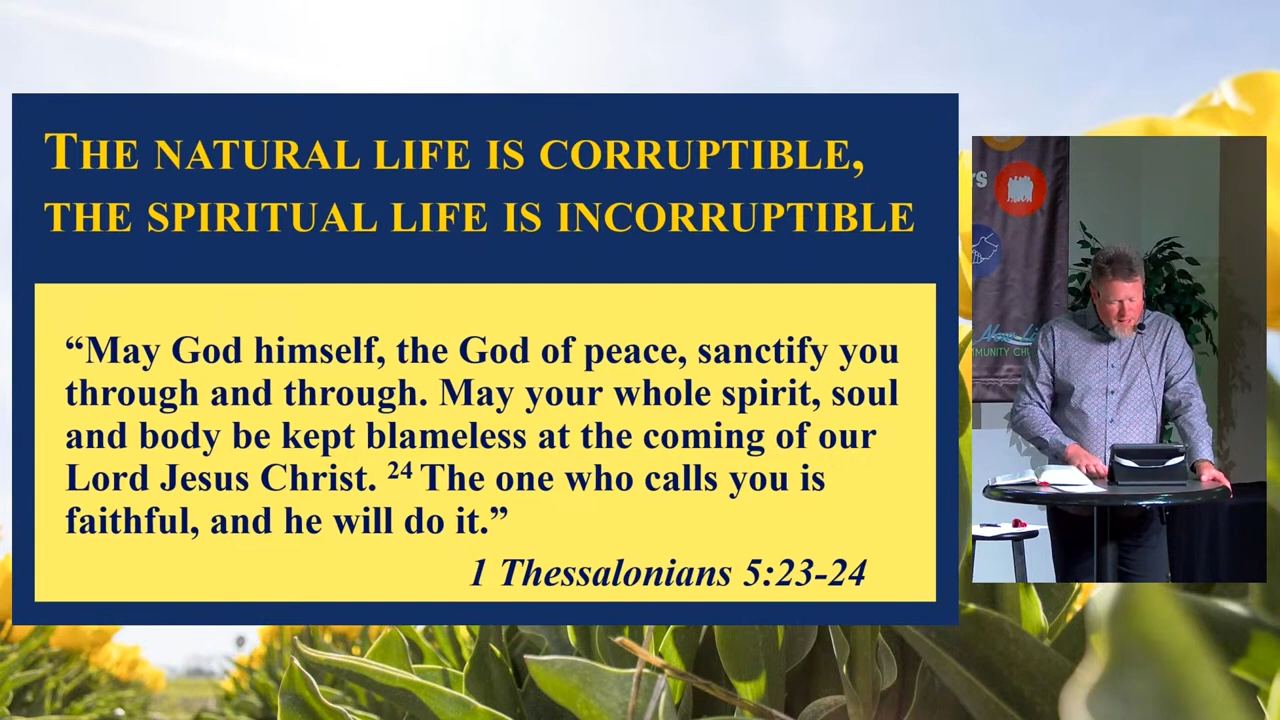 THE NATURAL LIFE IS CORRUPTIBLE,
THE SPIRITUAL LIFE IS INCORRUPTIBLE
“May God himself, the God of peace, sanctify you
through and through. May your whole spirit, soul
and body be kept blameless at the coming of our
Lord Jesus Christ. 24 The one who calls you is
faithful, and he will do it.”
1 Thessalonians 5:23-24